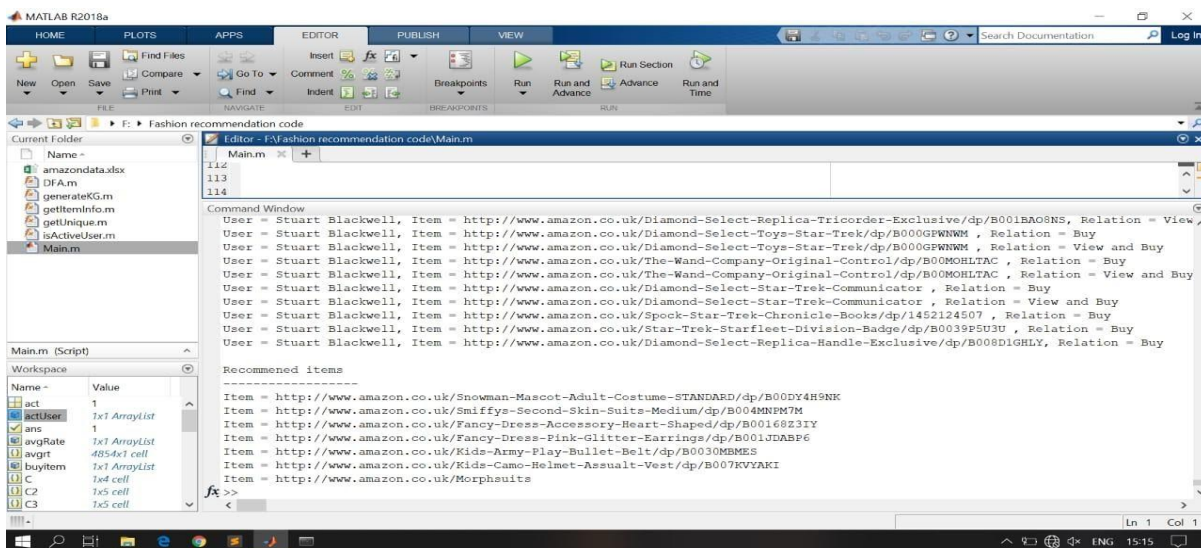 MATLAB R2018a
HOME PLOTS APPS EDITOR PUBLISH VIEW Search Documentation Log In
New Open Save Find Files Compare Print Go To Find Insert fx Comment Indent Breakpoints Run Run and Advance Run Section Advance Run and Time
FILE NAVIGATE EDIT BREAKPOINTS RUN
F: Fashion recommendation code
Current Folder
Name
amazondata.xlsx
DFA.m
generateKG.m
getItemInfo.m
getUnique.m
isActiveUser.m
Main.m
Main.m (Script)
Workspace
Name Value
act 1
actUser 1x1 ArrayList
ans 1
avgRate 1x1 ArrayList
avgrt 4854x1 cell
buyitem 1x1 ArrayList
C 1x4 cell
C2 1x5 cell
C3 1x5 cell
Editor - F:\Fashion recommendation code\Main.m
Main.m +
112
113
114
Command Window
User = Stuart Blackwell, Item = http://www.amazon.co.uk/Diamond-Select-Replica-Tricorder-Exclusive/dp/B001BAO8NS, Relation = View
User = Stuart Blackwell, Item = http://www.amazon.co.uk/Diamond-Select-Toys-Star-Trek/dp/B000GPWNWM , Relation = Buy
User = Stuart Blackwell, Item = http://www.amazon.co.uk/Diamond-Select-Toys-Star-Trek/dp/B000GPWNWM , Relation = View and Buy
User = Stuart Blackwell, Item = http://www.amazon.co.uk/The-Wand-Company-Original-Control/dp/B00MOHLTAC , Relation = Buy
User = Stuart Blackwell, Item = http://www.amazon.co.uk/The-Wand-Company-Original-Control/dp/B00MOHLTAC , Relation = View and Buy
User = Stuart Blackwell, Item = http://www.amazon.co.uk/Diamond-Select-Star-Trek-Communicator , Relation = Buy
User = Stuart Blackwell, Item = http://www.amazon.co.uk/Diamond-Select-Star-Trek-Communicator , Relation = View and Buy
User = Stuart Blackwell, Item = http://www.amazon.co.uk/Spock-Star-Trek-Chronicle-Books/dp/1452124507 , Relation = Buy
User = Stuart Blackwell, Item = http://www.amazon.co.uk/Star-Trek-Starfleet-Division-Badge/dp/B0039P5U3U , Relation = Buy
User = Stuart Blackwell, Item = http://www.amazon.co.uk/Diamond-Select-Replica-Handle-Exclusive/dp/B008D1GHLY, Relation = Buy
Recommened items
------------------
Item = http://www.amazon.co.uk/Snowman-Mascot-Adult-Costume-STANDARD/dp/B00DY4H9NK
Item = http://www.amazon.co.uk/Smiffys-Second-Skin-Suits-Medium/dp/B004MNPM7M
Item = http://www.amazon.co.uk/Fancy-Dress-Accessory-Heart-Shaped/dp/B00168Z3IY
Item = http://www.amazon.co.uk/Fancy-Dress-Pink-Glitter-Earrings/dp/B001JDABP6
Item = http://www.amazon.co.uk/Kids-Army-Play-Bullet-Belt/dp/B0030MBMES
Item = http://www.amazon.co.uk/Kids-Camo-Helmet-Assualt-Vest/dp/B007KVYAKI
Item = http://www.amazon.co.uk/Morphsuits
fx >>
Ln 1 Col 1
ENG 15:15